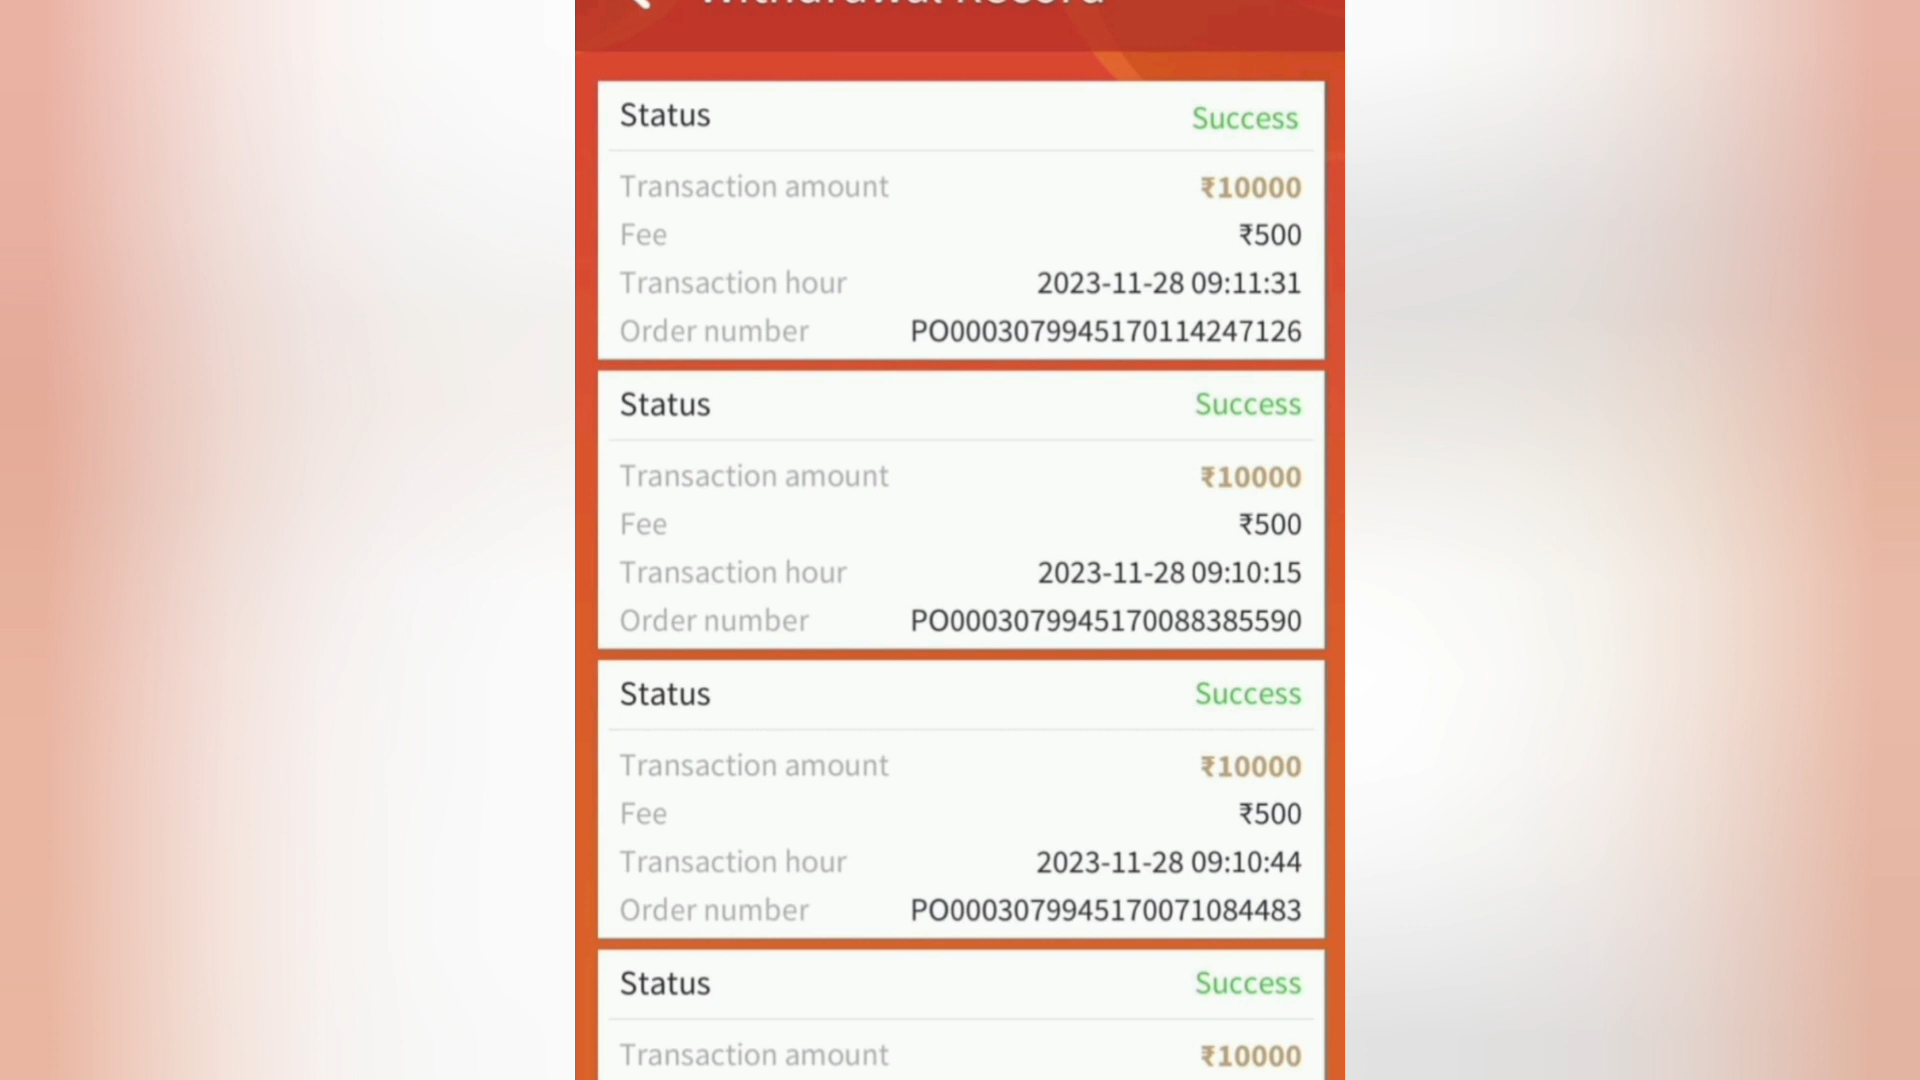 Withdrawal Record
Status Success
Transaction amount ₹10000
Fee ₹500
Transaction hour 2023-11-28 09:11:31
Order number PO0003079945170114247126
Status Success
Transaction amount ₹10000
Fee ₹500
Transaction hour 2023-11-28 09:10:15
Order number PO0003079945170088385590
Status Success
Transaction amount ₹10000
Fee ₹500
Transaction hour 2023-11-28 09:10:44
Order number PO0003079945170071084483
Status Success
Transaction amount ₹10000